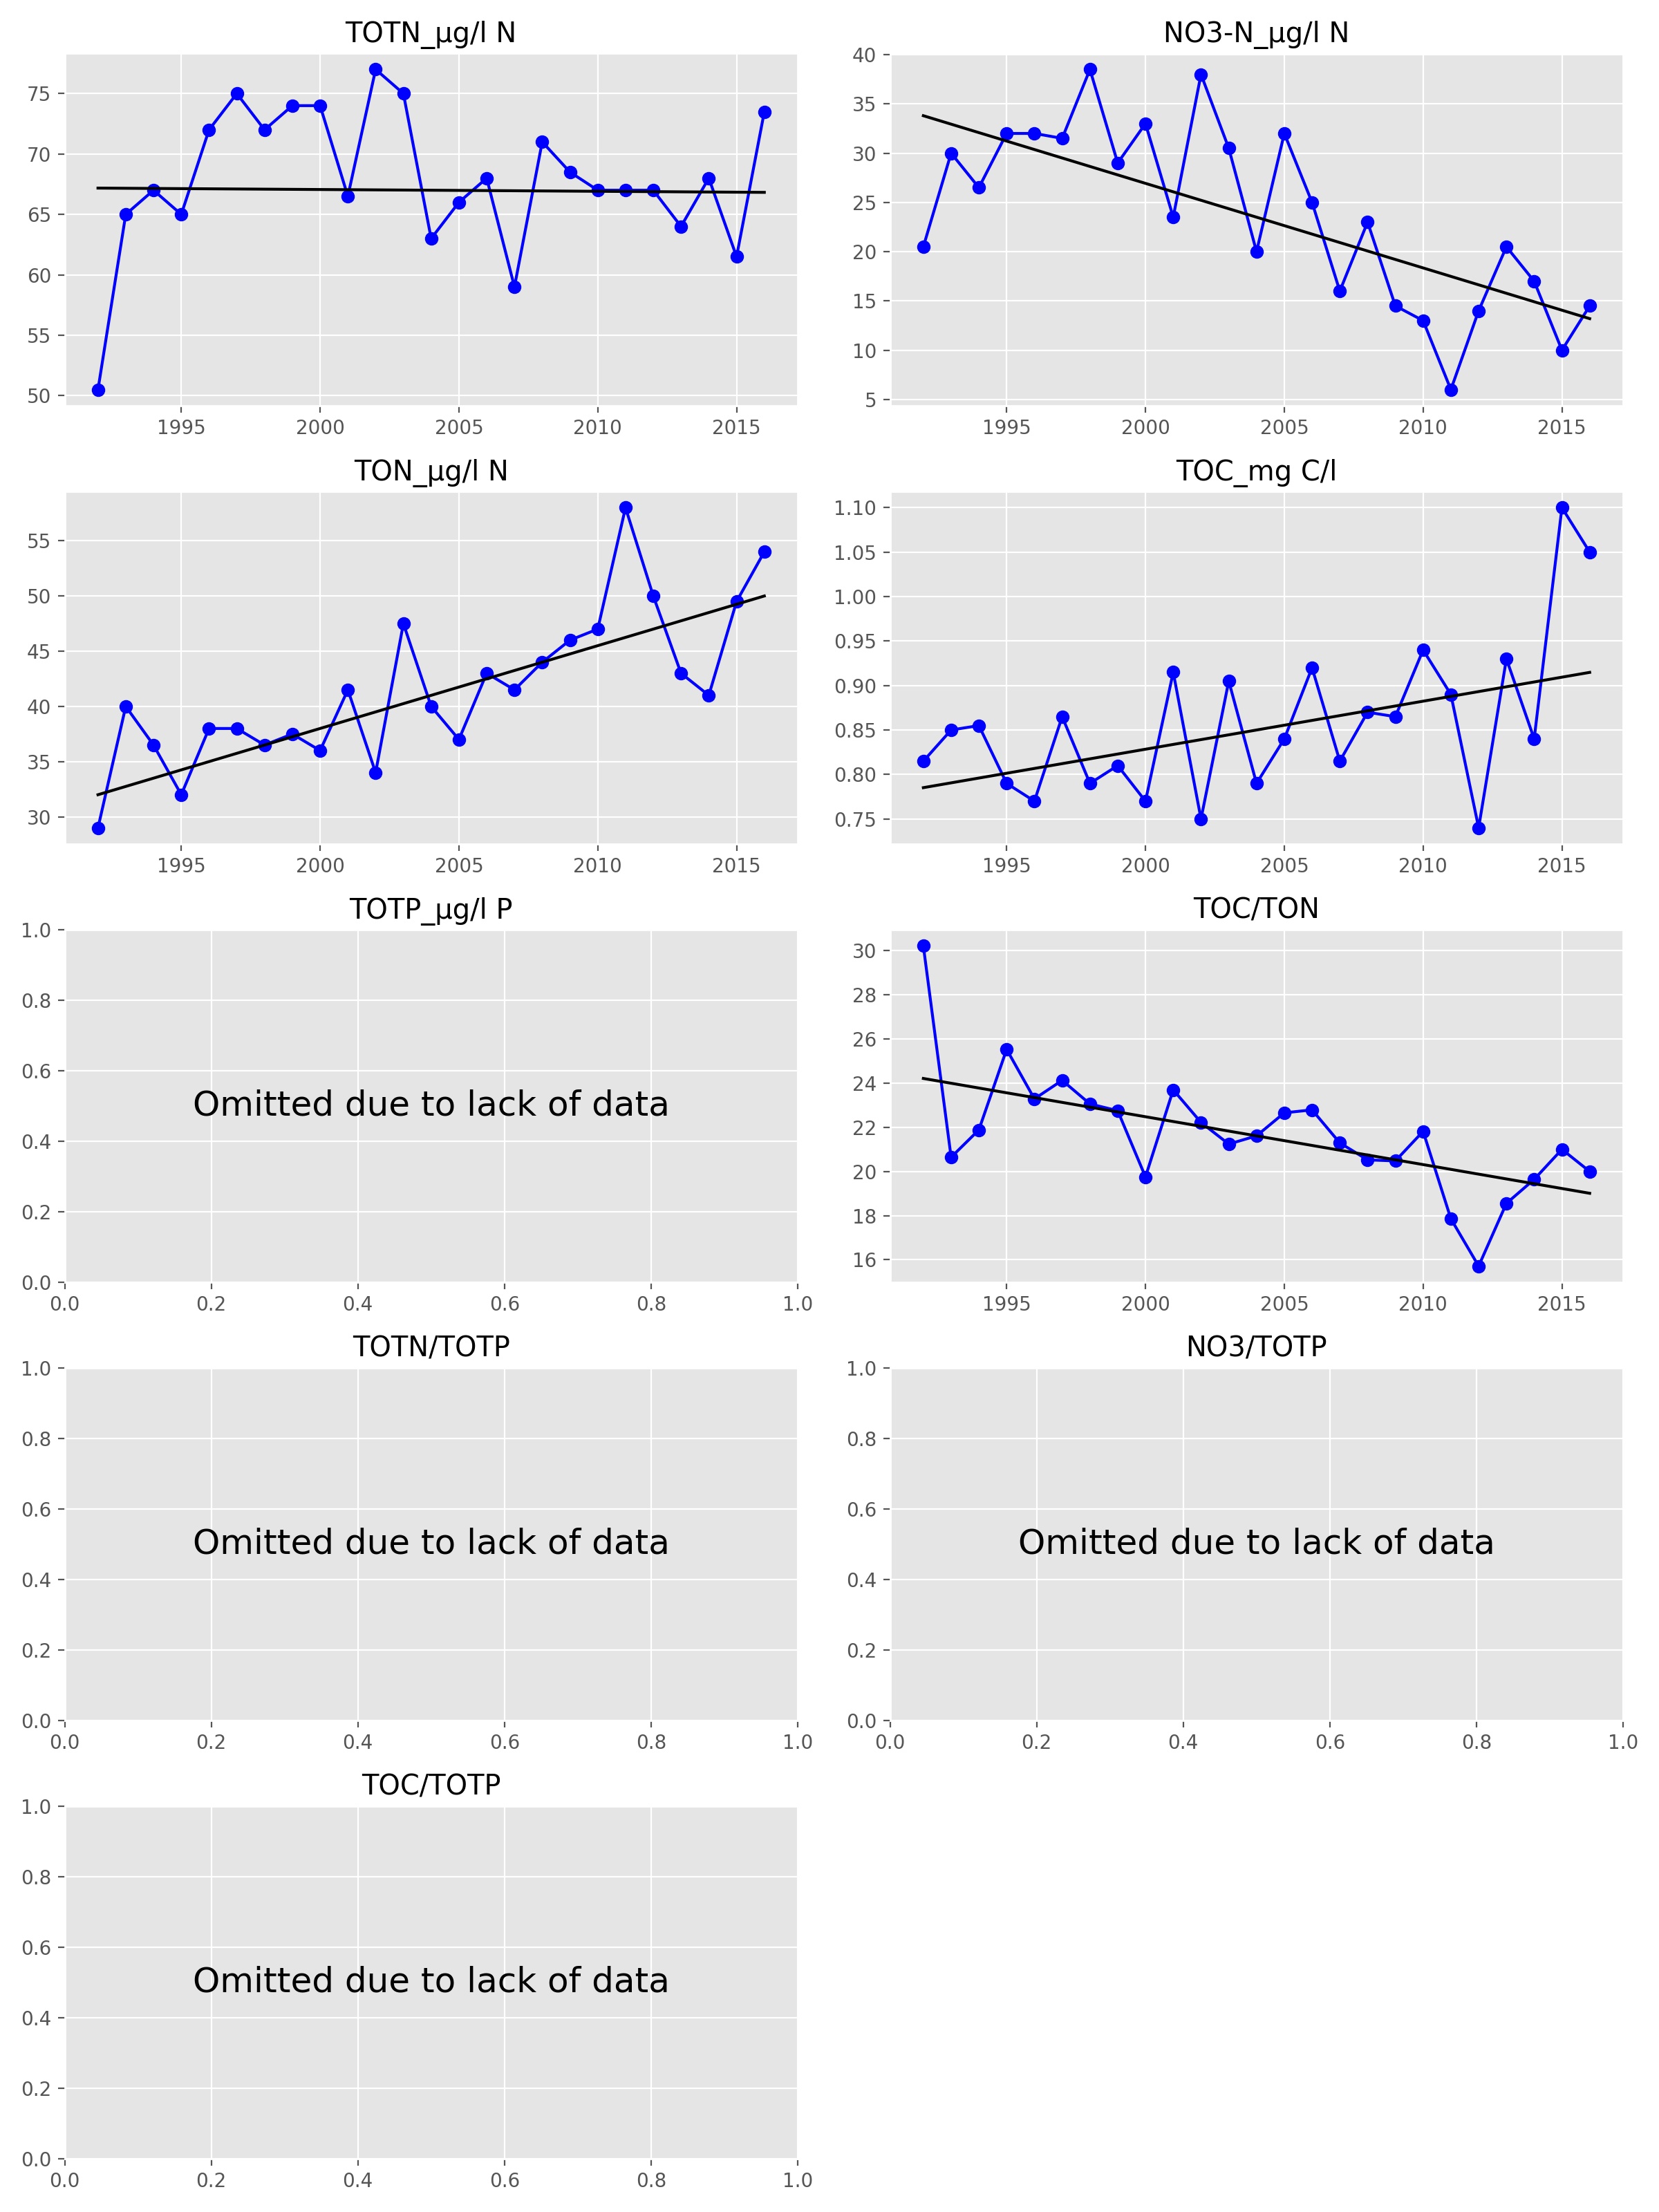 TOTN_µg/l N
75
70
65
60
55
50
1995 2000 2005 2010 2015
NO3-N_µg/l N
40
35
30
25
20
15
10
5
1995 2000 2005 2010 2015
TON_µg/l N
55
50
45
40
35
30
1995 2000 2005 2010 2015
TOC_mg C/l
1.10
1.05
1.00
0.95
0.90
0.85
0.80
0.75
1995 2000 2005 2010 2015
TOTP_µg/l P
1.0
0.8
0.6
Omitted due to lack of data
0.4
0.2
0.0
0.0 0.2 0.4 0.6 0.8 1.0
TOC/TON
30
28
26
24
22
20
18
16
1995 2000 2005 2010 2015
TOTN/TOTP
1.0
0.8
0.6
Omitted due to lack of data
0.4
0.2
0.0
0.0 0.2 0.4 0.6 0.8 1.0
NO3/TOTP
1.0
0.8
0.6
Omitted due to lack of data
0.4
0.2
0.0
0.0 0.2 0.4 0.6 0.8 1.0
TOC/TOTP
1.0
0.8
0.6
Omitted due to lack of data
0.4
0.2
0.0
0.0 0.2 0.4 0.6 0.8 1.0